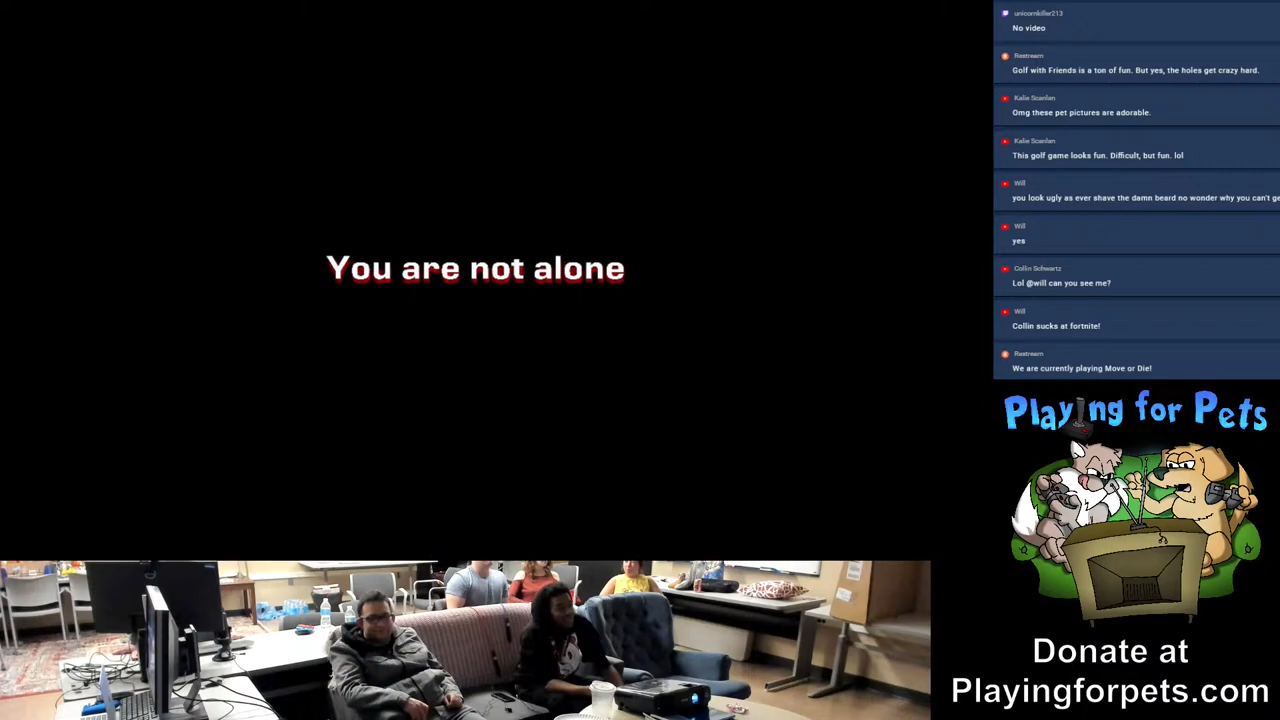 You are not alone
unicornkiller213
No video
Restream
Golf with Friends is a ton of fun. But yes, the holes get crazy hard.
Kalie Scanlan
Omg these pet pictures are adorable.
Kalie Scanlan
This golf game looks fun. Difficult, but fun. lol
Will
you look ugly as ever shave the damn beard no wonder why you can't ge
Will
yes
Collin Schwartz
Lol @will can you see me?
Will
Collin sucks at fortnite!
Restream
We are currently playing Move or Die!
Playing for Pets
Donate at
Playingforpets.com